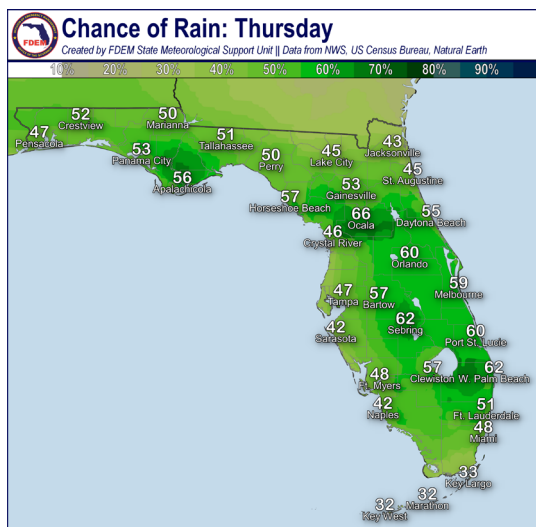 FDEM
Chance of Rain: Thursday
Created by FDEM State Meteorological Support Unit || Data from NWS, US Census Bureau, Natural Earth
10% 20% 30% 40% 50% 60% 70% 80% 90%
52
Crestview
50
Marianna
47
Pensacola
51
Tallahassee
53
Panama City
50
Perry
45
Lake City
43
Jacksonville
56
Apalachicola
45
St. Augustine
57
Horseshoe Beach
53
Gainesville
66
Ocala
55
Daytona Beach
46
Crystal River
60
Orlando
47
Tampa
57
Bartow
59
Melbourne
42
Sarasota
62
Sebring
60
Port St. Lucie
48
Ft. Myers
57
Clewiston
62
W. Palm Beach
42
Naples
51
Ft. Lauderdale
48
Miami
33
Key Largo
32
Marathon
32
Key West